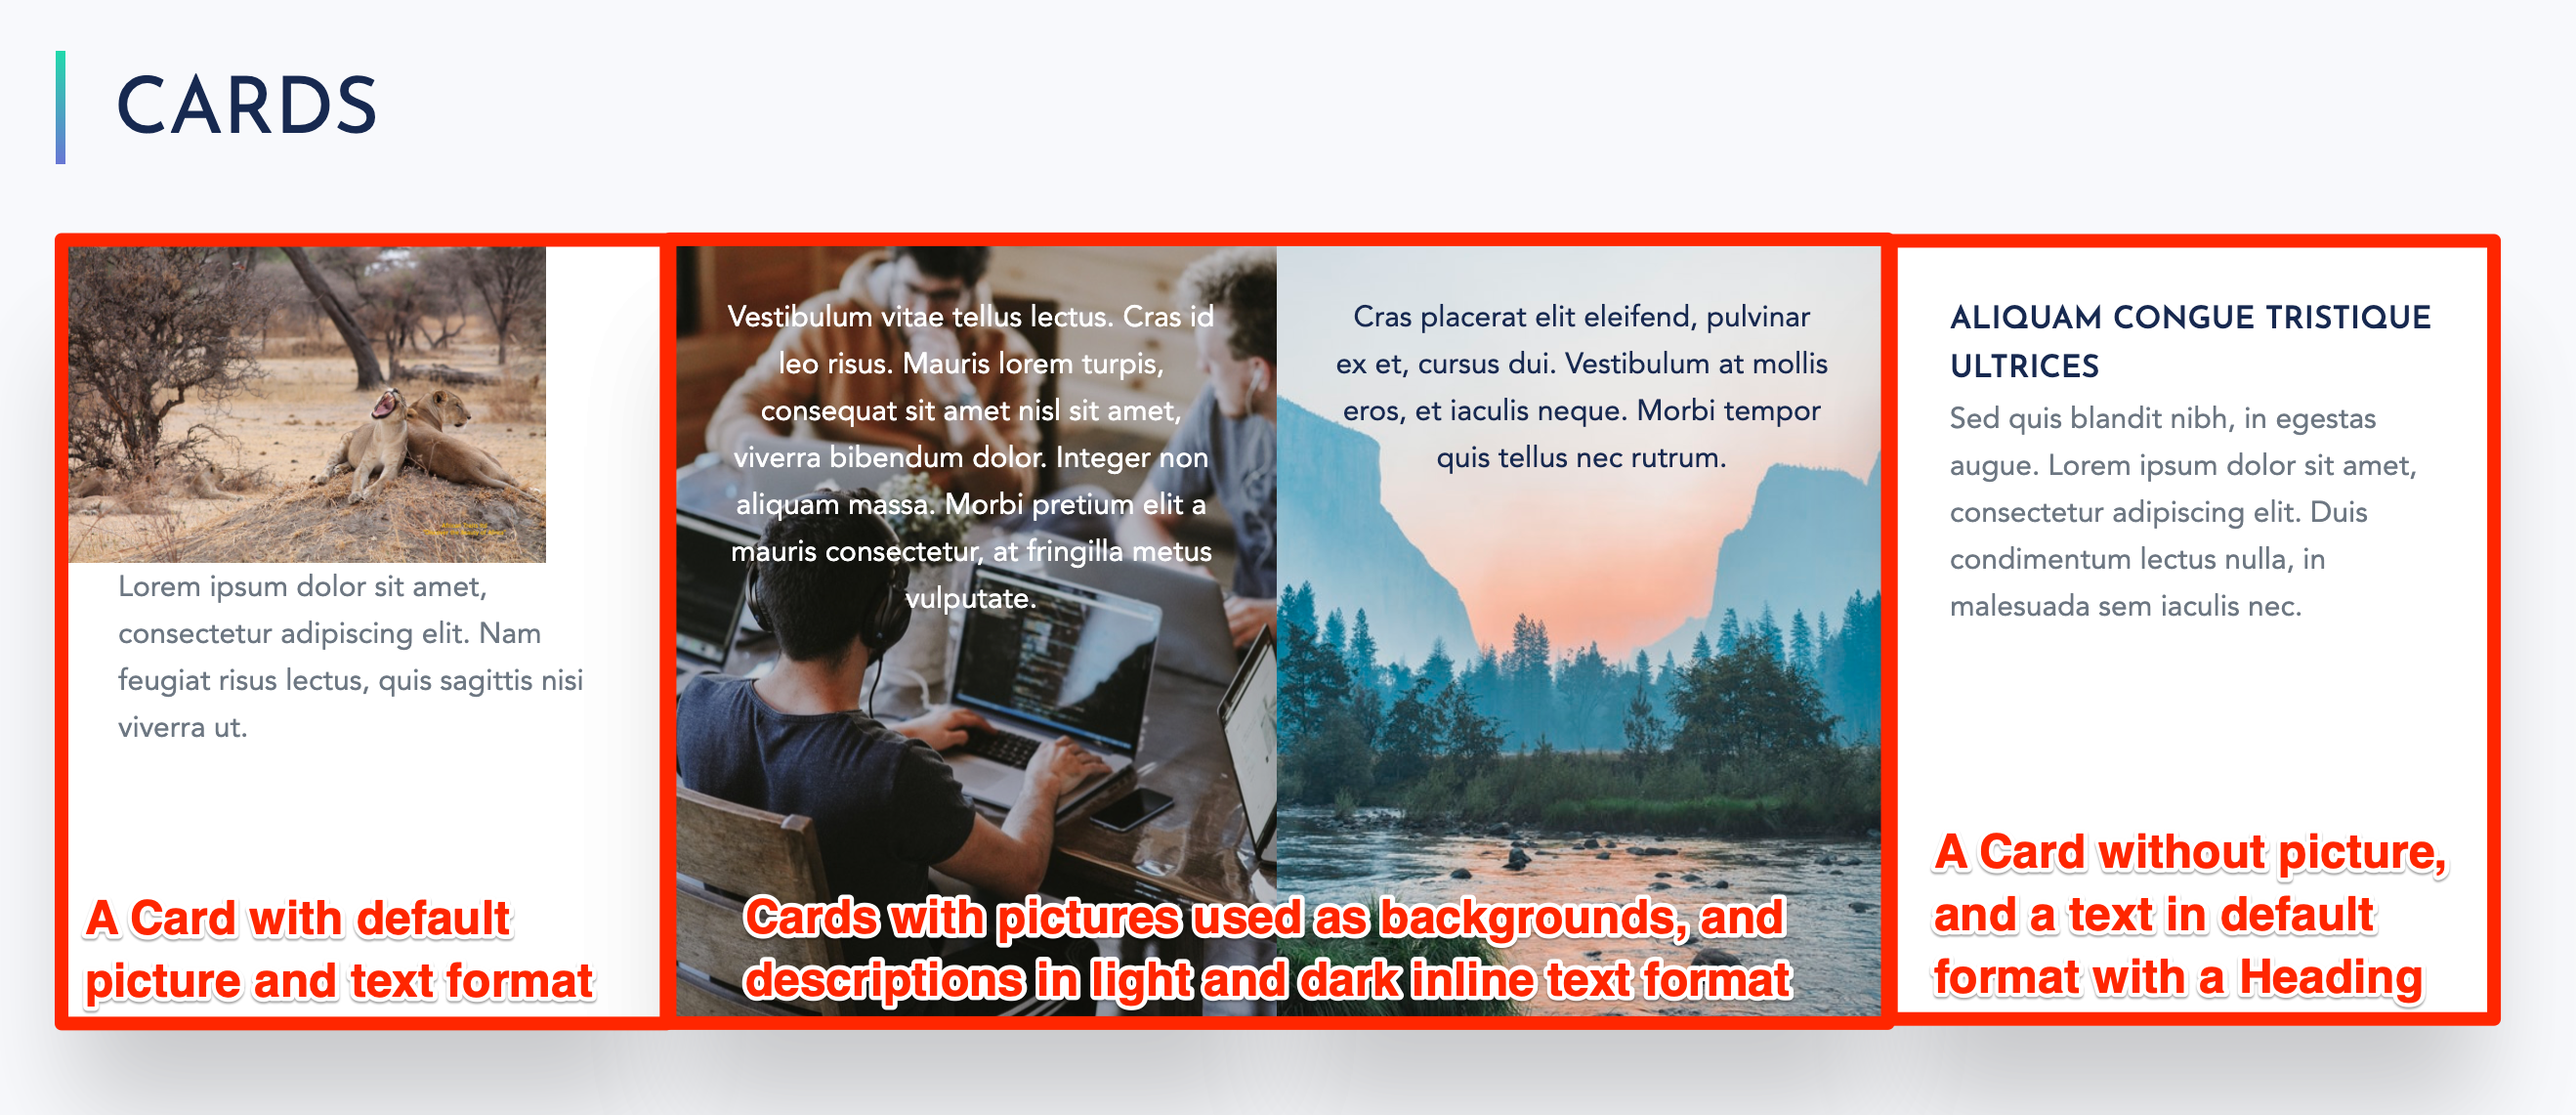 CARDS
Lorem ipsum dolor sit amet,
consectetur adipiscing elit. Nam
feugiat risus lectus, quis sagittis nisi
viverra ut.
A Card with default
picture and text format
Vestibulum vitae tellus lectus. Cras id
leo risus. Mauris lorem turpis,
consequat sit amet nisl sit amet,
viverra bibendum dolor. Integer non
aliquam massa. Morbi pretium elit a
mauris consectetur, at fringilla metus
vulputate.
Cras placerat elit eleifend, pulvinar
ex et, cursus dui. Vestibulum at mollis
eros, et iaculis neque. Morbi tempor
quis tellus nec rutrum.
Cards with pictures used as backgrounds, and
descriptions in light and dark inline text format
ALIQUAM CONGUE TRISTIQUE
ULTRICES
Sed quis blandit nibh, in egestas
augue. Lorem ipsum dolor sit amet,
consectetur adipiscing elit. Duis
condimentum lectus nulla, in
malesuada sem iaculis nec.
A Card without picture,
and a text in default
format with a Heading